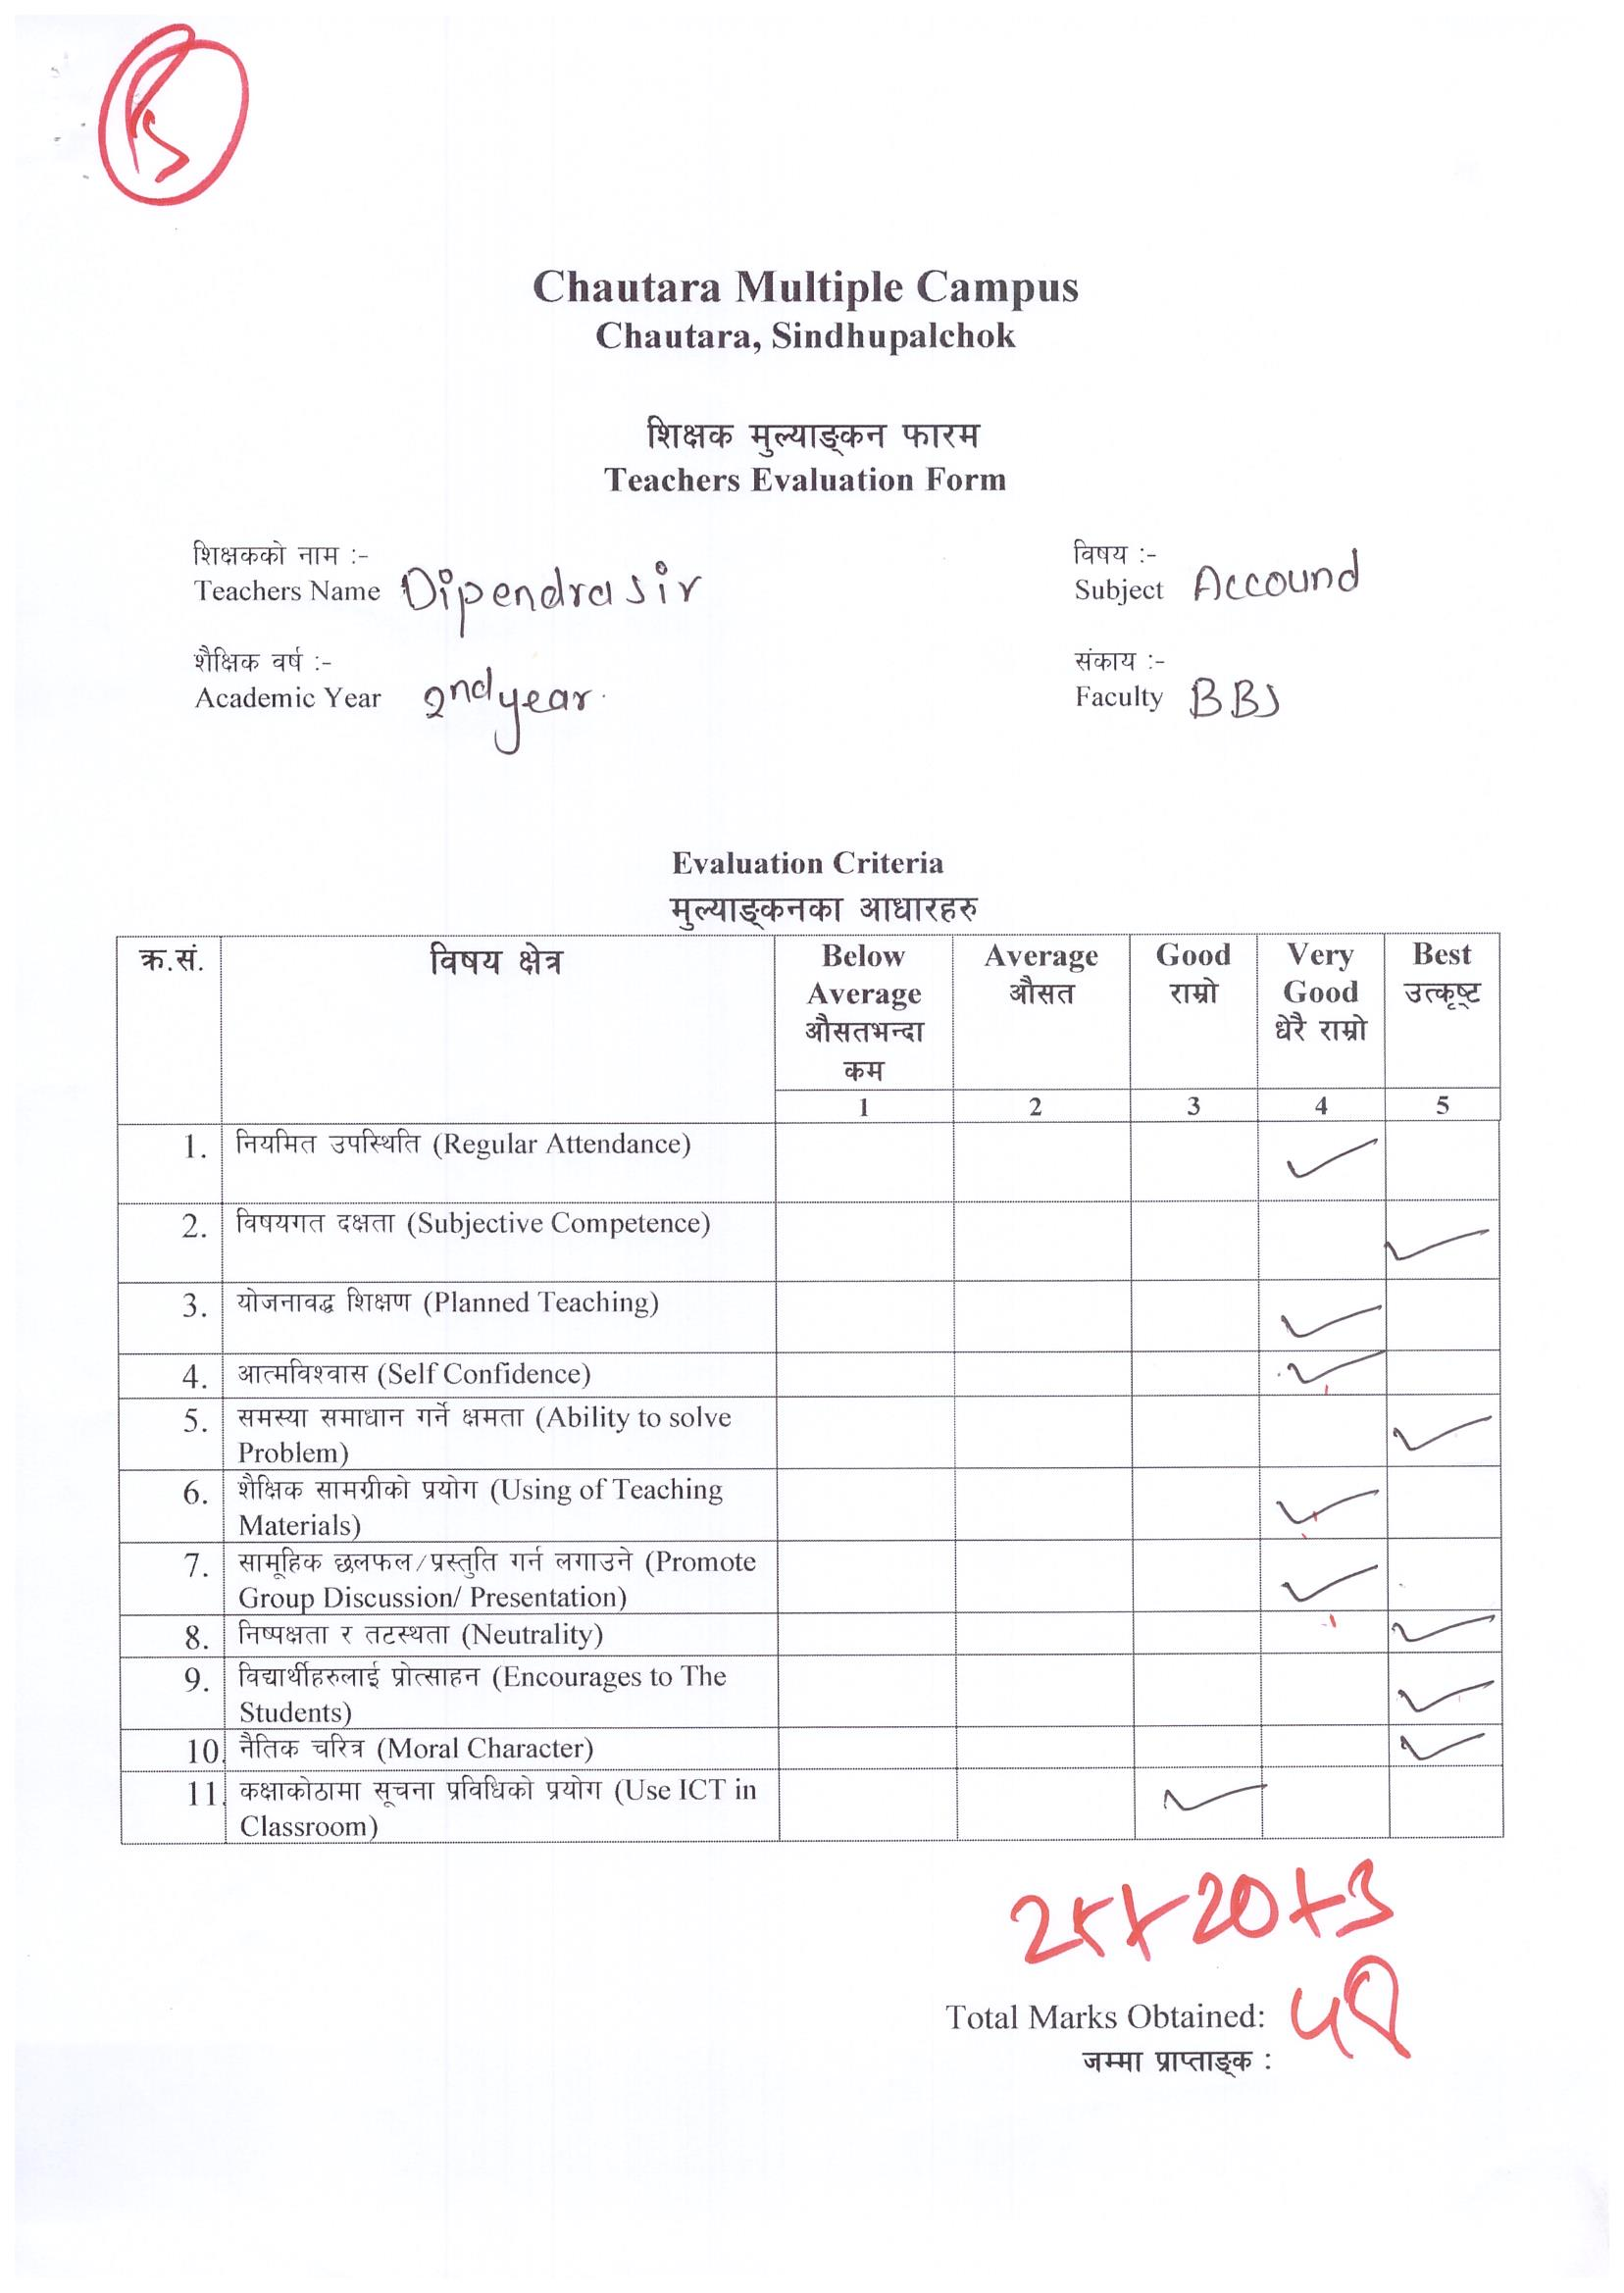 Chautara Multiple Campus
Chautara, Sindhupalchok
शिक्षक मुल्याङ्कन फारम
Teachers Evaluation Form
शिक्षकको नाम :- विषय :-
Teachers Name Dipendra sir Subject Accound
शैक्षिक वर्ष :- संकाय :-
Academic Year 2nd year. Faculty BBS
Evaluation Criteria
मुल्याङ्कनका आधारहरु
क्र.सं. विषय क्षेत्र Below Average Good Very Best
Average औसत राम्रो Good उत्कृष्ट
औसतभन्दा धेरै राम्रो
कम
1 2 3 4 5
1. नियमित उपस्थिति (Regular Attendance) ✓
2. विषयगत दक्षता (Subjective Competence) ✓
3. योजनावद्ध शिक्षण (Planned Teaching) ✓
4. आत्मविश्वास (Self Confidence) ✓
5. समस्या समाधान गर्ने क्षमता (Ability to solve ✓
Problem)
6. शैक्षिक सामग्रीको प्रयोग (Using of Teaching ✓
Materials)
7. सामूहिक छलफल/प्रस्तुति गर्न लगाउने (Promote ✓
Group Discussion/ Presentation)
8. निष्पक्षता र तटस्थता (Neutrality) ✓
9. विद्यार्थीहरुलाई प्रोत्साहन (Encourages to The ✓
Students)
10. नैतिक चरित्र (Moral Character) ✓
11. कक्षाकोठामा सूचना प्रविधिको प्रयोग (Use ICT in ✓
Classroom)
25+20+3
Total Marks Obtained: 48
जम्मा प्राप्ताङ्क :